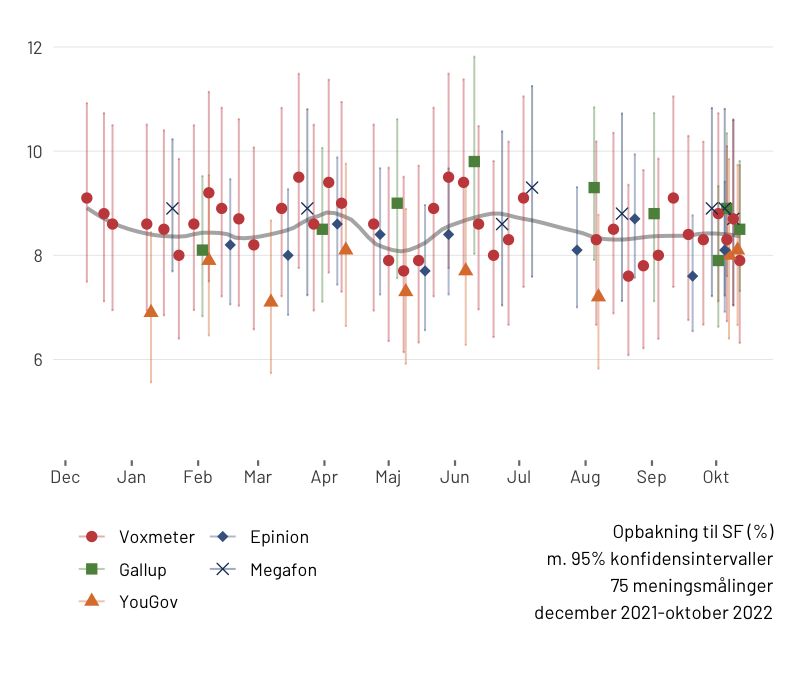 12
10
8
6
Dec Jan Feb Mar Apr Maj Jun Jul Aug Sep Okt
Voxmeter Epinion
Gallup Megafon
YouGov
Opbakning til SF (%)
m. 95% konfidensintervaller
75 meningsmålinger
december 2021-oktober 2022